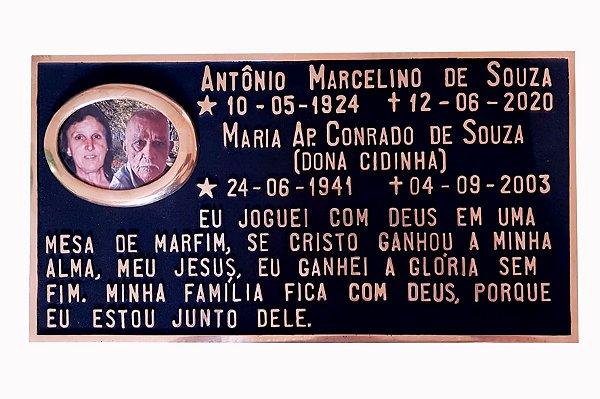 ANTÔNIO MARCELINO DE SOUZA
★ 10-05-1924 ✝ 12-06-2020
MARIA AP. CONRADO DE SOUZA
(DONA CIDINHA)
★ 24-06-1941 ✝ 04-09-2003
EU JOGUEI COM DEUS EM UMA
MESA DE MARFIM, SE CRISTO GANHOU A MINHA
ALMA, MEU JESUS, EU GANHEI A GLÓRIA SEM
FIM. MINHA FAMÍLIA FICA COM DEUS, PORQUE
EU ESTOU JUNTO DELE.